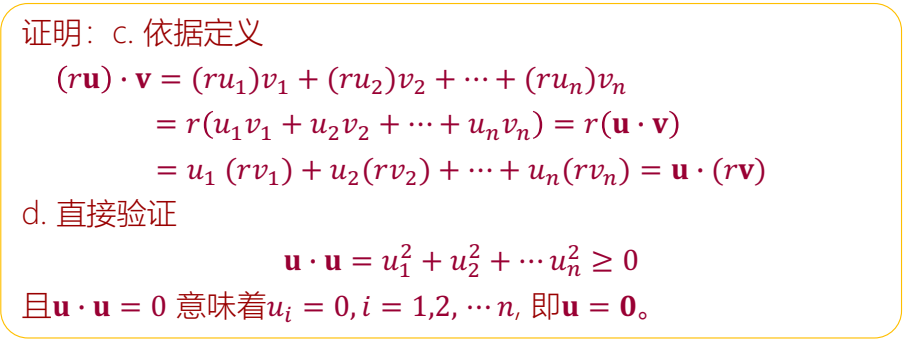 证明：c. 依据定义
(r𝐮) · 𝐯 = (ru₁)v₁ + (ru₂)v₂ + ⋯ + (ruₙ)vₙ
= r(u₁v₁ + u₂v₂ + ⋯ + uₙvₙ) = r(𝐮 · 𝐯)
= u₁ (rv₁) + u₂(rv₂) + ⋯ + uₙ(rvₙ) = 𝐮 · (r𝐯)
d. 直接验证
𝐮 · 𝐮 = u₁² + u₂² + ⋯ uₙ² ≥ 0
且𝐮 · 𝐮 = 0 意味着uᵢ = 0, i = 1,2, ⋯ n, 即𝐮 = 𝟎。